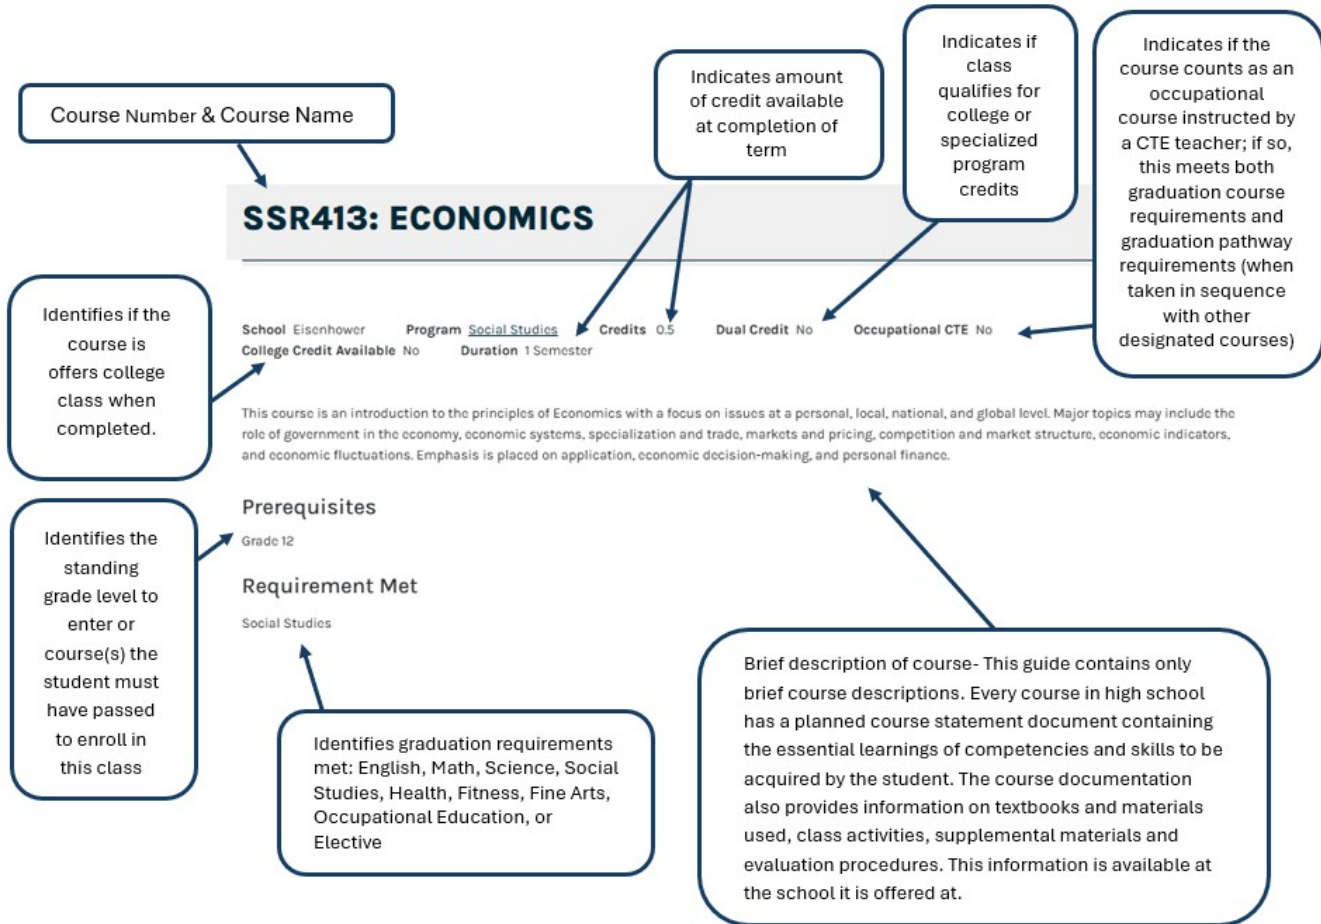 Course Number & Course Name
Indicates amount
of credit available
at completion of
term
Indicates if
class
qualifies for
college or
specialized
program
credits
Indicates if the
course counts as an
occupational
course instructed by
a CTE teacher; if so,
this meets both
graduation course
requirements and
graduation pathway
requirements (when
taken in sequence
with other
designated courses)
SSR413: ECONOMICS
Identifies if the
course is
offers college
class when
completed.
School Eisenhower Program Social Studies Credits 0.5 Dual Credit No Occupational CTE No
College Credit Available No Duration 1 Semester
This course is an introduction to the principles of Economics with a focus on issues at a personal, local, national, and global level. Major topics may include the
role of government in the economy, economic systems, specialization and trade, markets and pricing, competition and market structure, economic indicators,
and economic fluctuations. Emphasis is placed on application, economic decision-making, and personal finance.
Prerequisites
Grade 12
Identifies the
standing
grade level to
enter or
course(s) the
student must
have passed
to enroll in
this class
Requirement Met
Social Studies
Identifies graduation requirements
met: English, Math, Science, Social
Studies, Health, Fitness, Fine Arts,
Occupational Education, or
Elective
Brief description of course- This guide contains only
brief course descriptions. Every course in high school
has a planned course statement document containing
the essential learnings of competencies and skills to be
acquired by the student. The course documentation
also provides information on textbooks and materials
used, class activities, supplemental materials and
evaluation procedures. This information is available at
the school it is offered at.